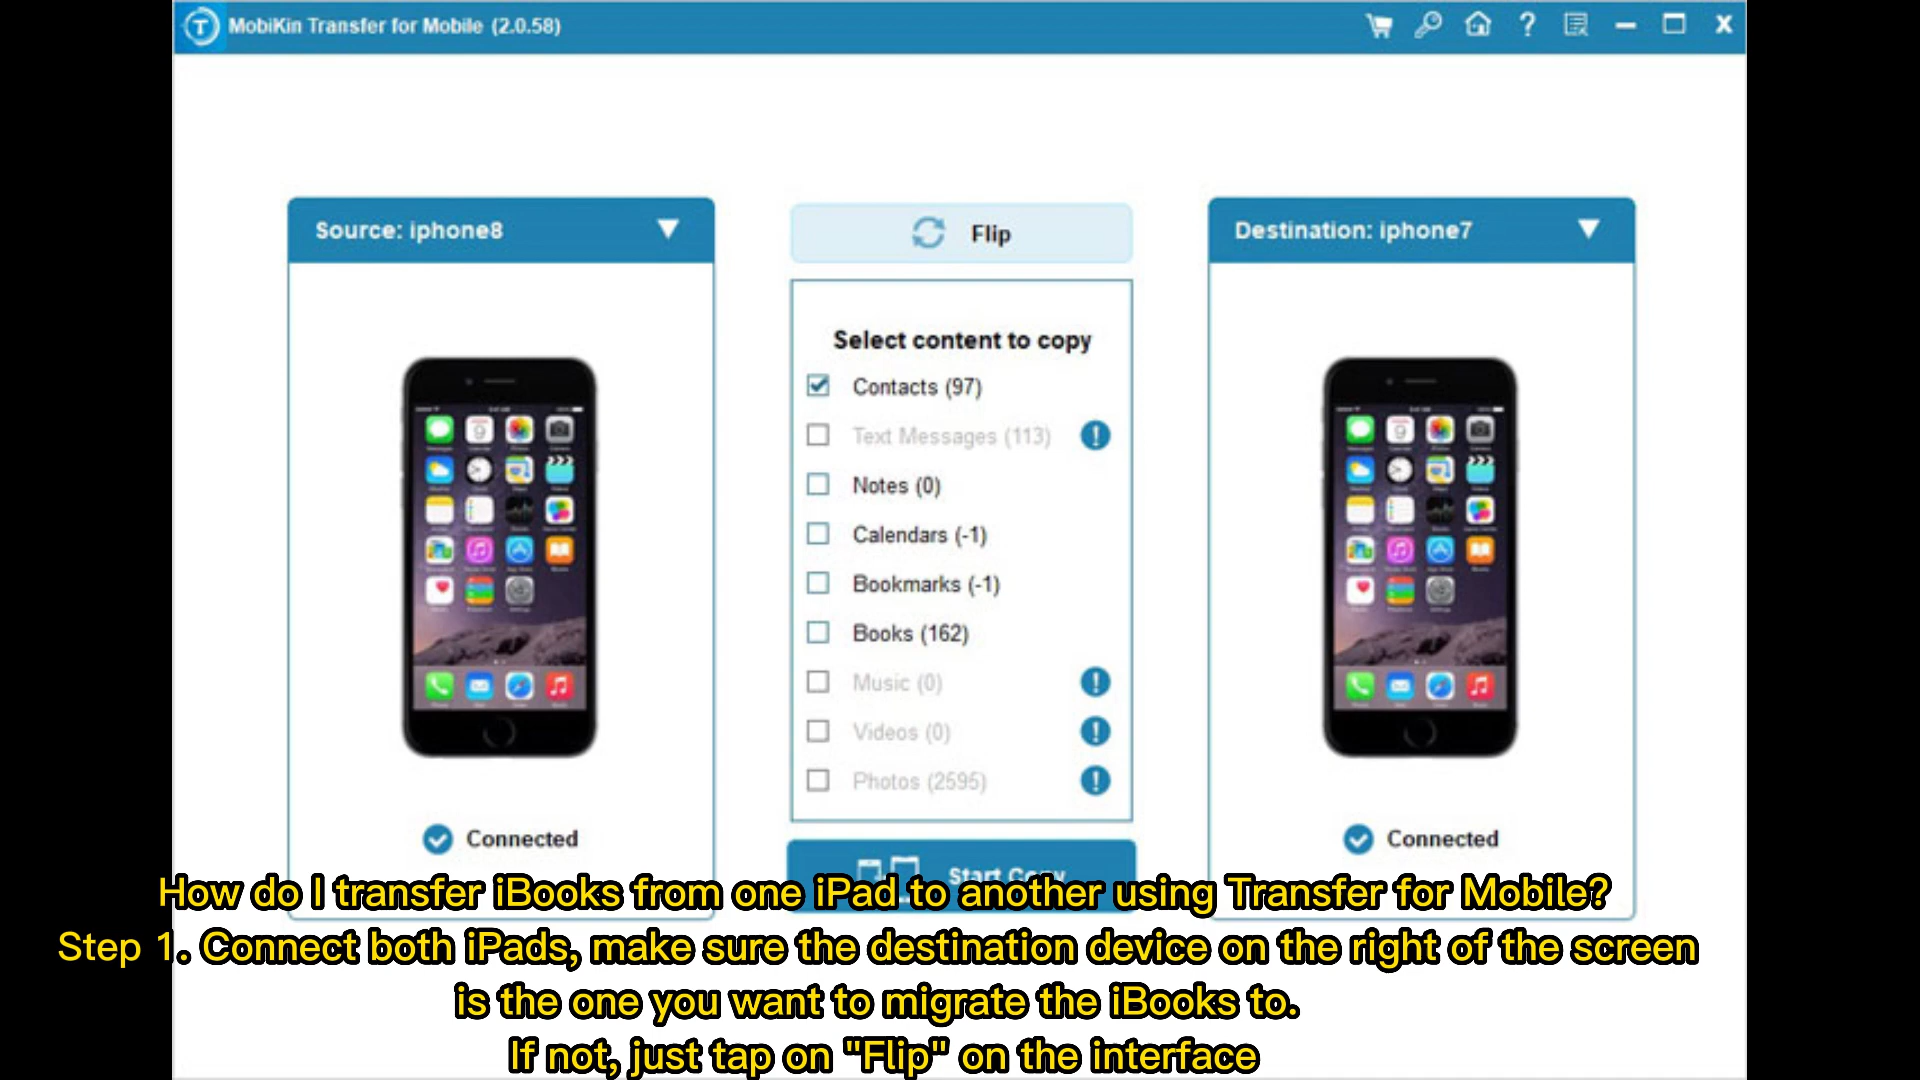 MobiKin Transfer for Mobile (2.0.58)
Source: iphone8
Flip
Destination: iphone7
Select content to copy
Contacts (97)
Text Messages (113)
Notes (0)
Calendars (-1)
Bookmarks (-1)
Books (162)
Music (0)
Videos (0)
Photos (2595)
Connected
Connected
Start Copy
How do I transfer iBooks from one iPad to another using Transfer for Mobile?
Step 1. Connect both iPads, make sure the destination device on the right of the screen
is the one you want to migrate the iBooks to.
If not, just tap on "Flip" on the interface